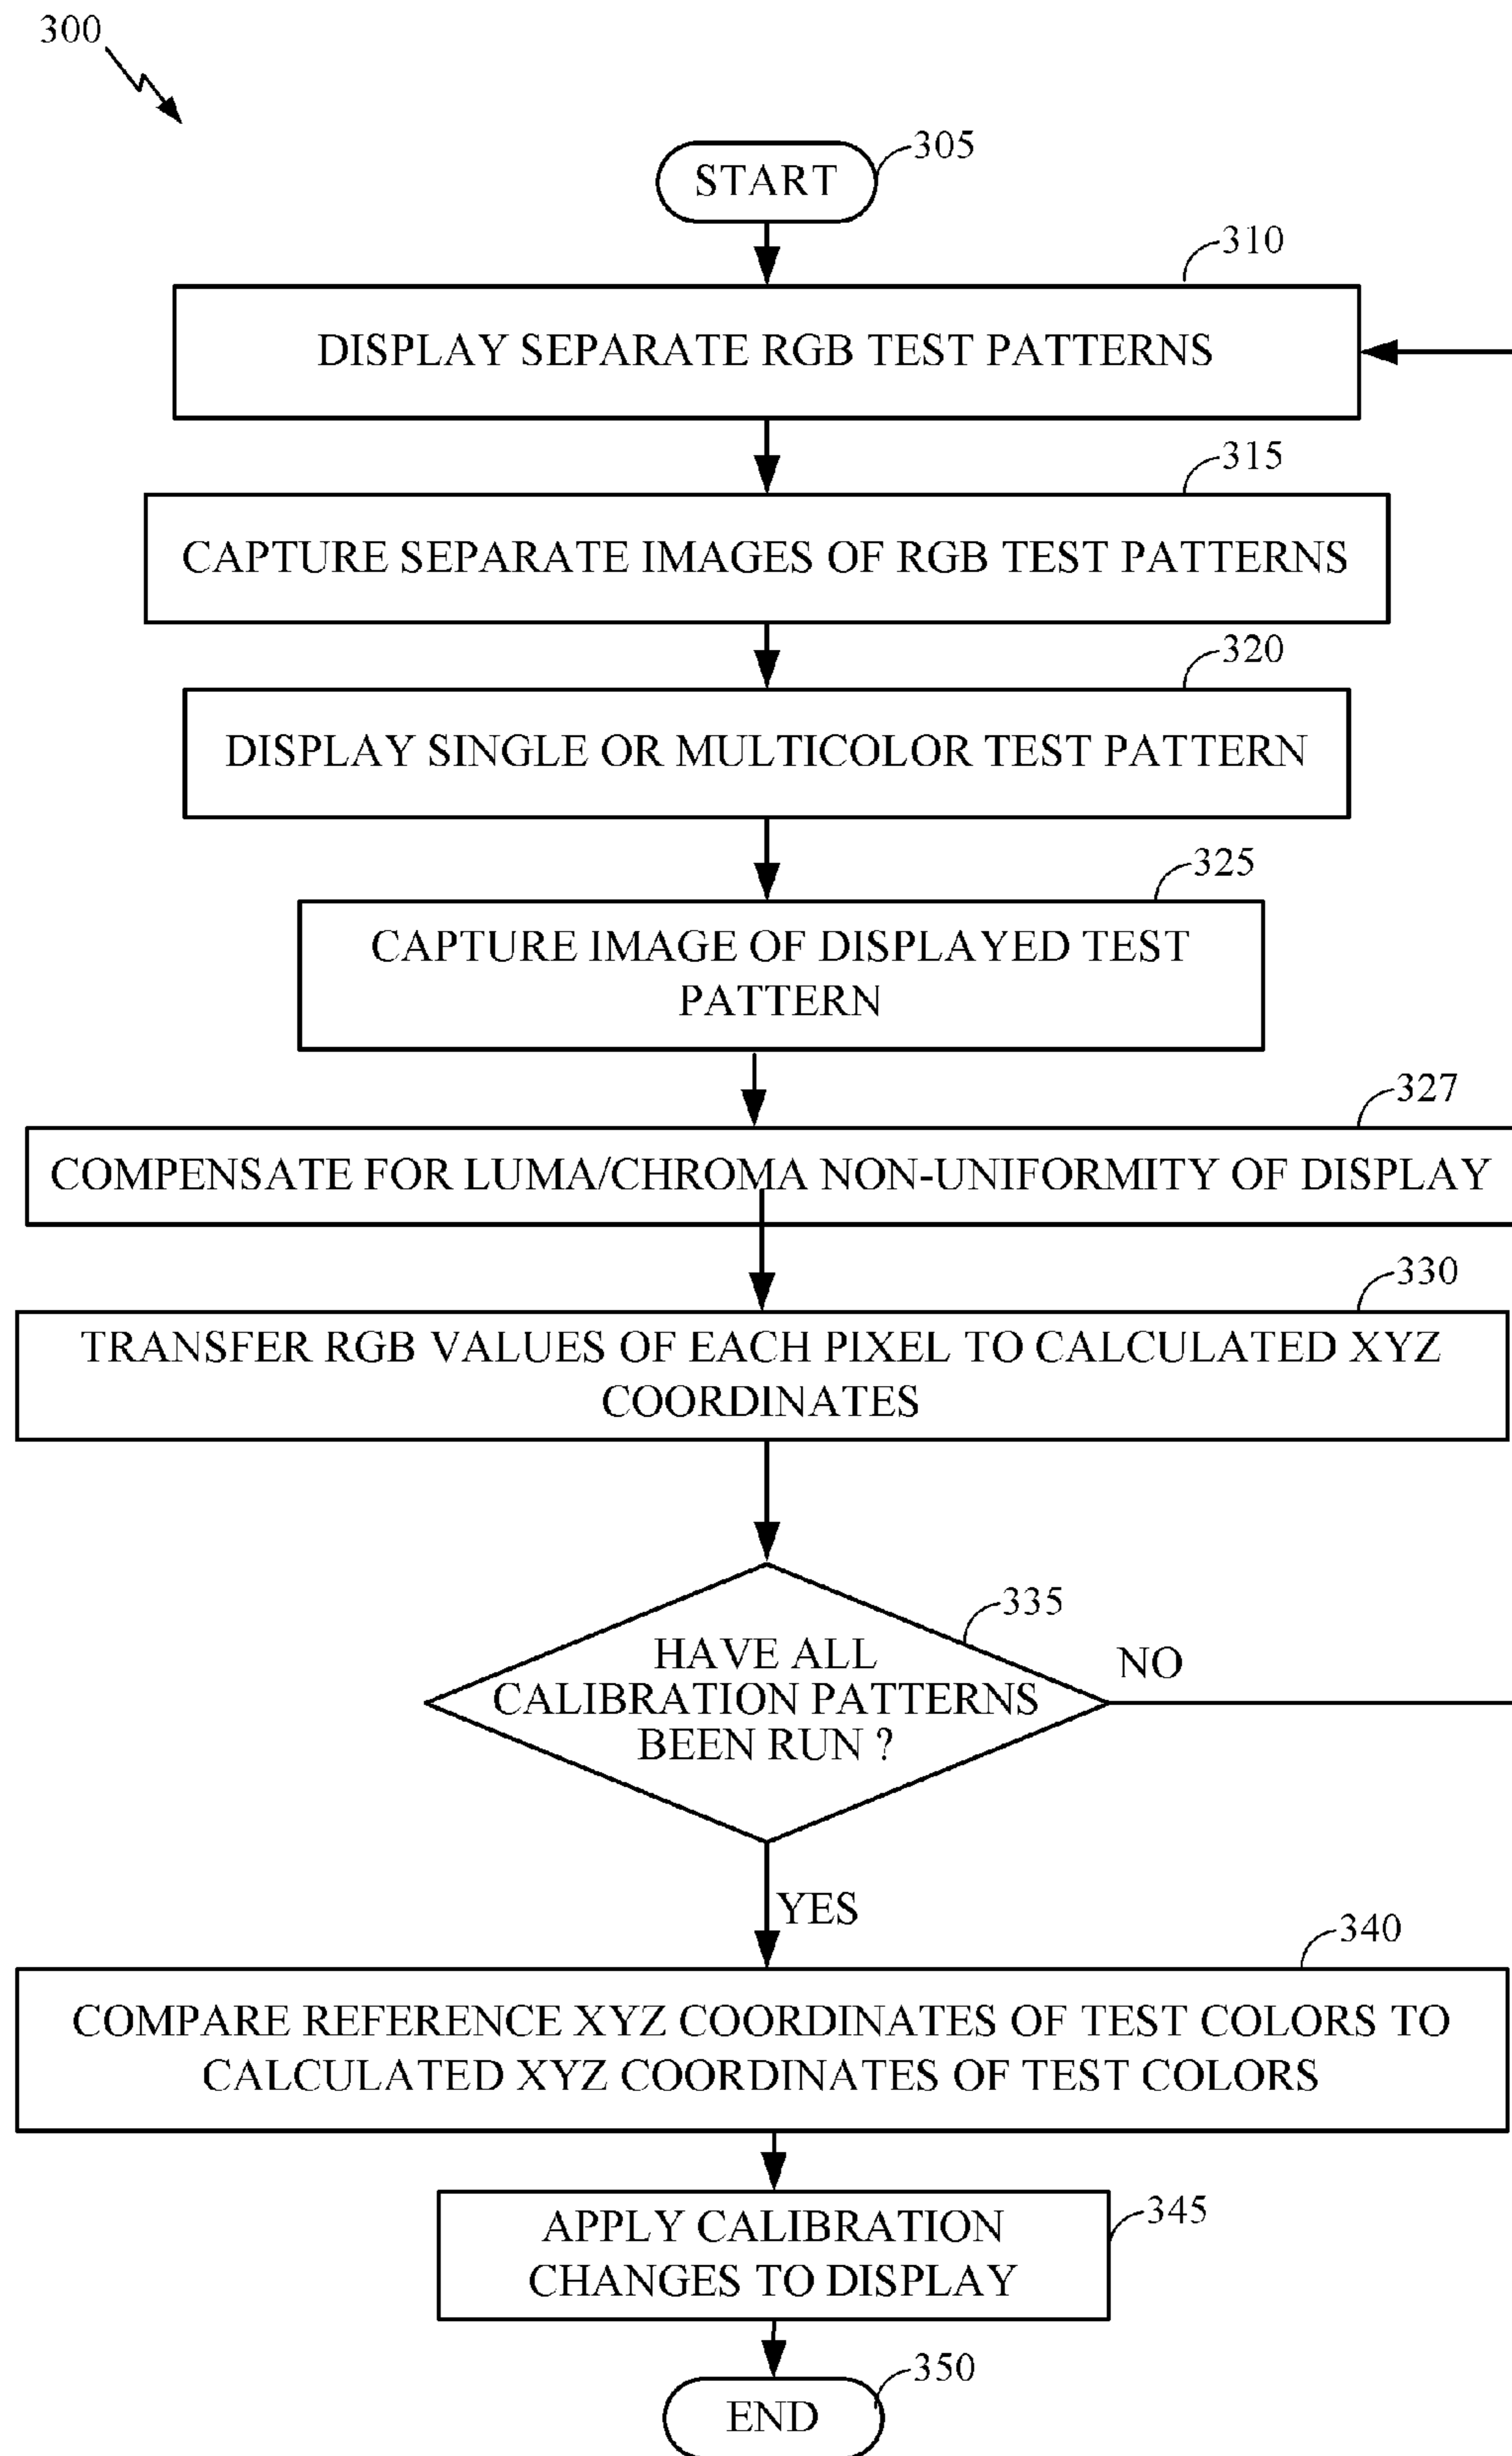 300
START
305
310
DISPLAY SEPARATE RGB TEST PATTERNS
315
CAPTURE SEPARATE IMAGES OF RGB TEST PATTERNS
320
DISPLAY SINGLE OR MULTICOLOR TEST PATTERN
325
CAPTURE IMAGE OF DISPLAYED TEST
PATTERN
327
COMPENSATE FOR LUMA/CHROMA NON-UNIFORMITY OF DISPLAY
330
TRANSFER RGB VALUES OF EACH PIXEL TO CALCULATED XYZ
COORDINATES
335
HAVE ALL
CALIBRATION PATTERNS
BEEN RUN ?
NO
YES
340
COMPARE REFERENCE XYZ COORDINATES OF TEST COLORS TO
CALCULATED XYZ COORDINATES OF TEST COLORS
345
APPLY CALIBRATION
CHANGES TO DISPLAY
350
END